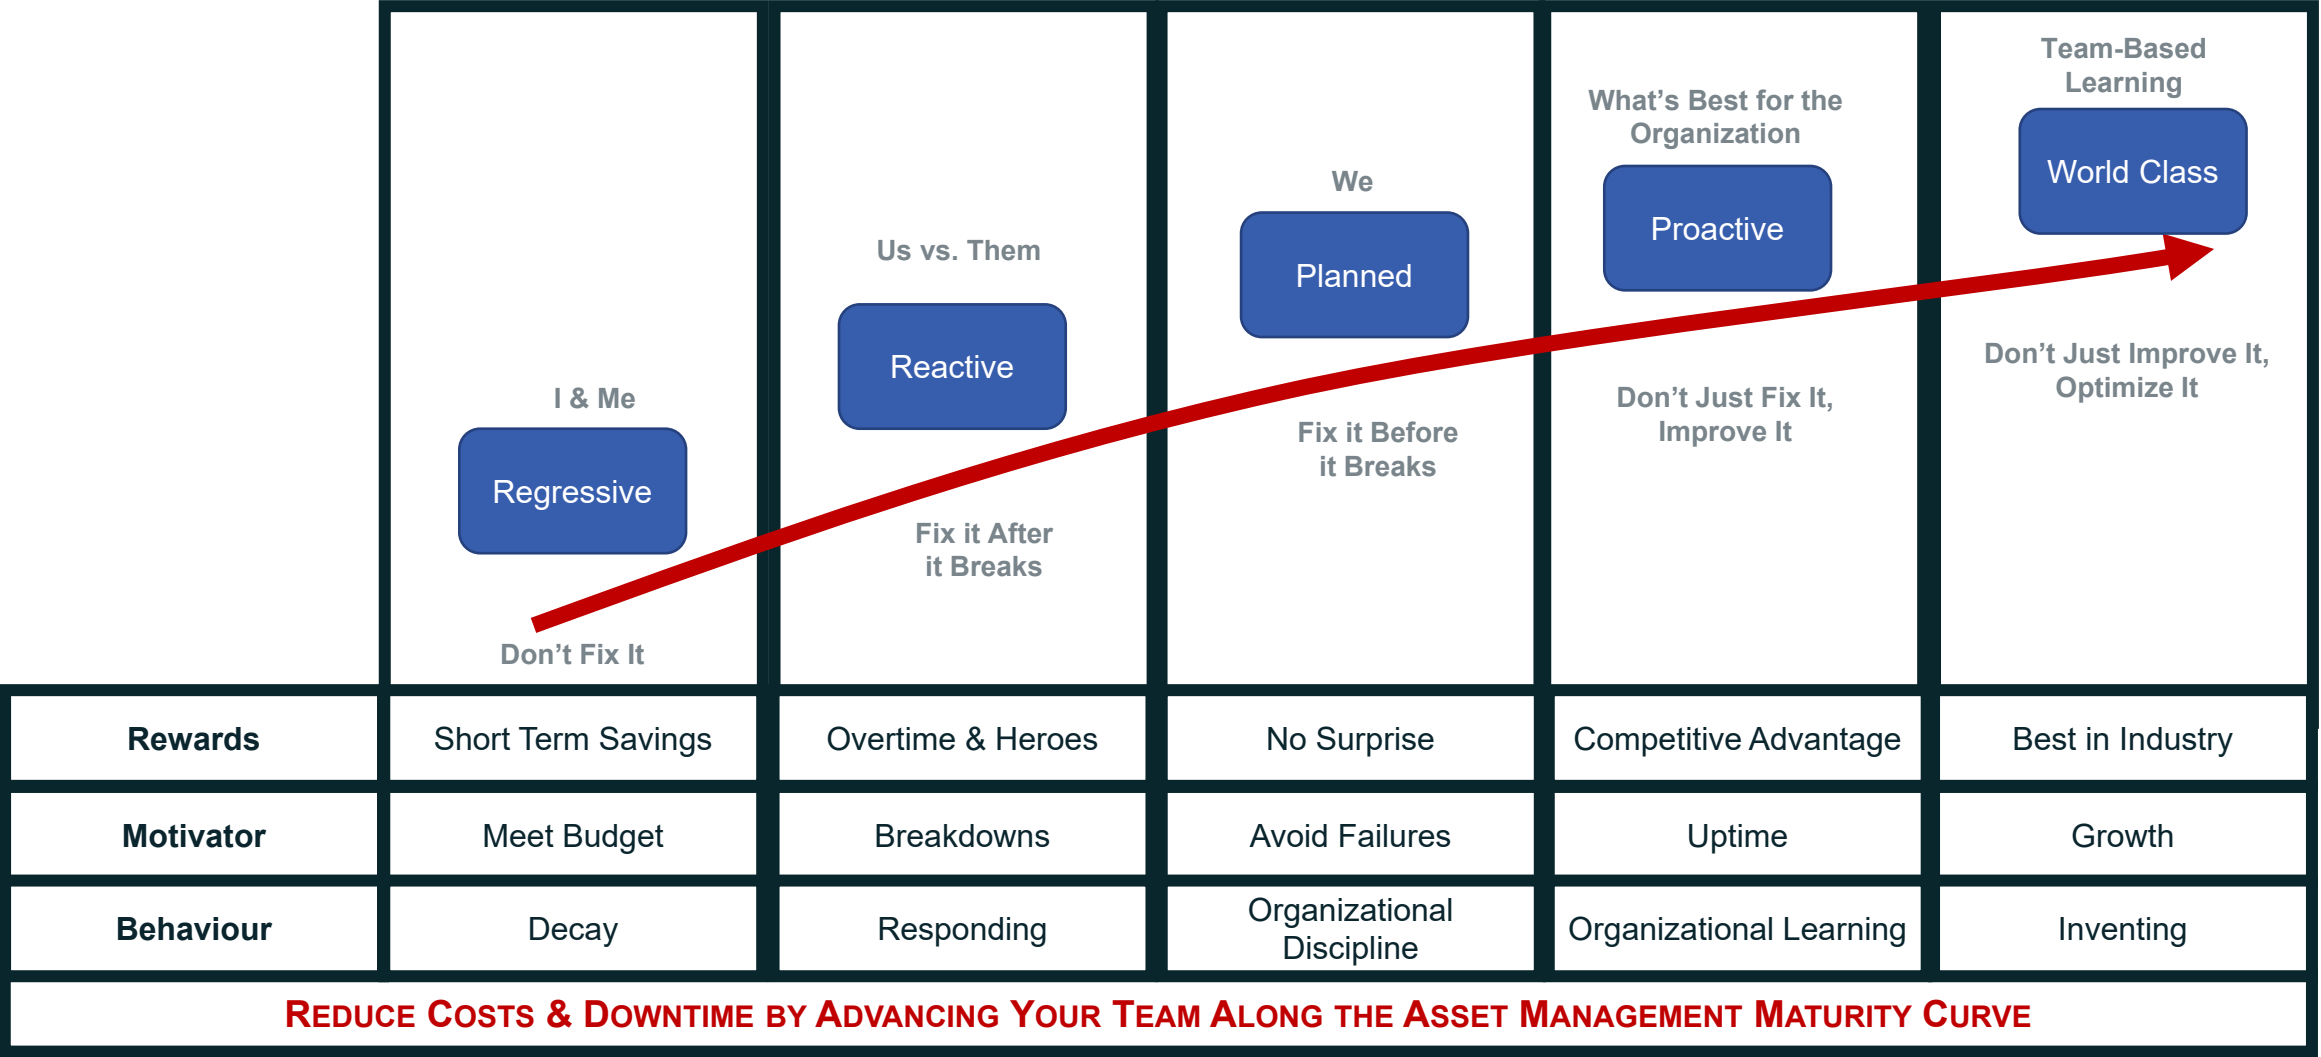 I & Me
Regressive
Don’t Fix It
Us vs. Them
Reactive
Fix it After
it Breaks
We
Planned
Fix it Before
it Breaks
What’s Best for the
Organization
Proactive
Don’t Just Fix It,
Improve It
Team-Based
Learning
World Class
Don’t Just Improve It,
Optimize It
Rewards
Short Term Savings
Overtime & Heroes
No Surprise
Competitive Advantage
Best in Industry
Motivator
Meet Budget
Breakdowns
Avoid Failures
Uptime
Growth
Behaviour
Decay
Responding
Organizational
Discipline
Organizational Learning
Inventing
REDUCE COSTS & DOWNTIME BY ADVANCING YOUR TEAM ALONG THE ASSET MANAGEMENT MATURITY CURVE